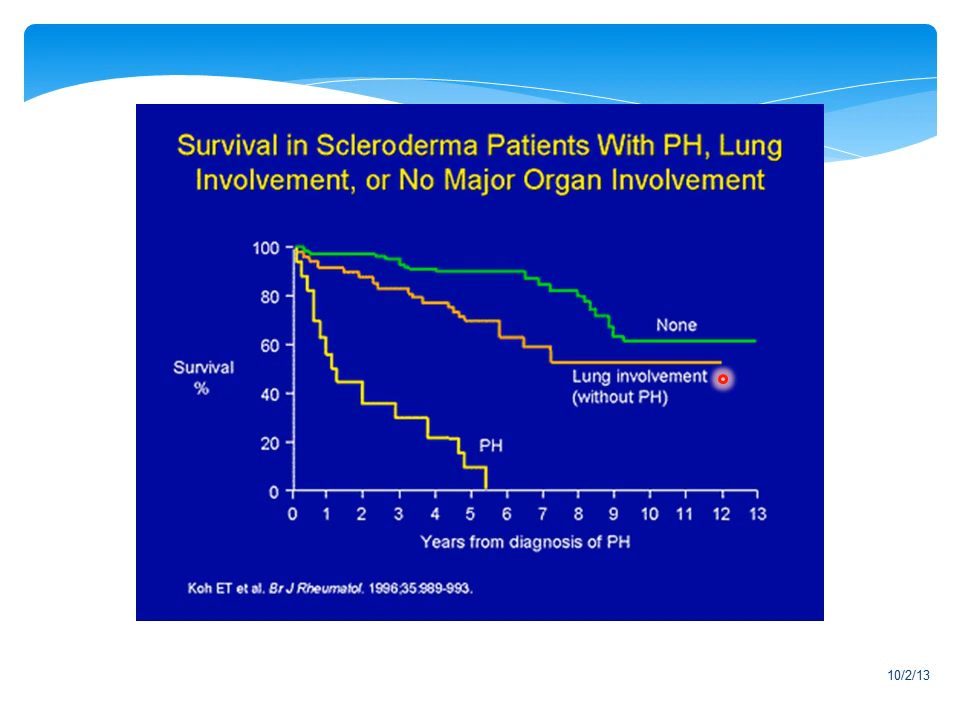 Survival in Scleroderma Patients With PH, Lung
Involvement, or No Major Organ Involvement
100
80
60
40
20
0
Survival
%
None
Lung involvement
(without PH)
PH
0 1 2 3 4 5 6 7 8 9 10 11 12 13
Years from diagnosis of PH
Koh ET et al. Br J Rheumatol. 1996;35:989-993.
10/2/13